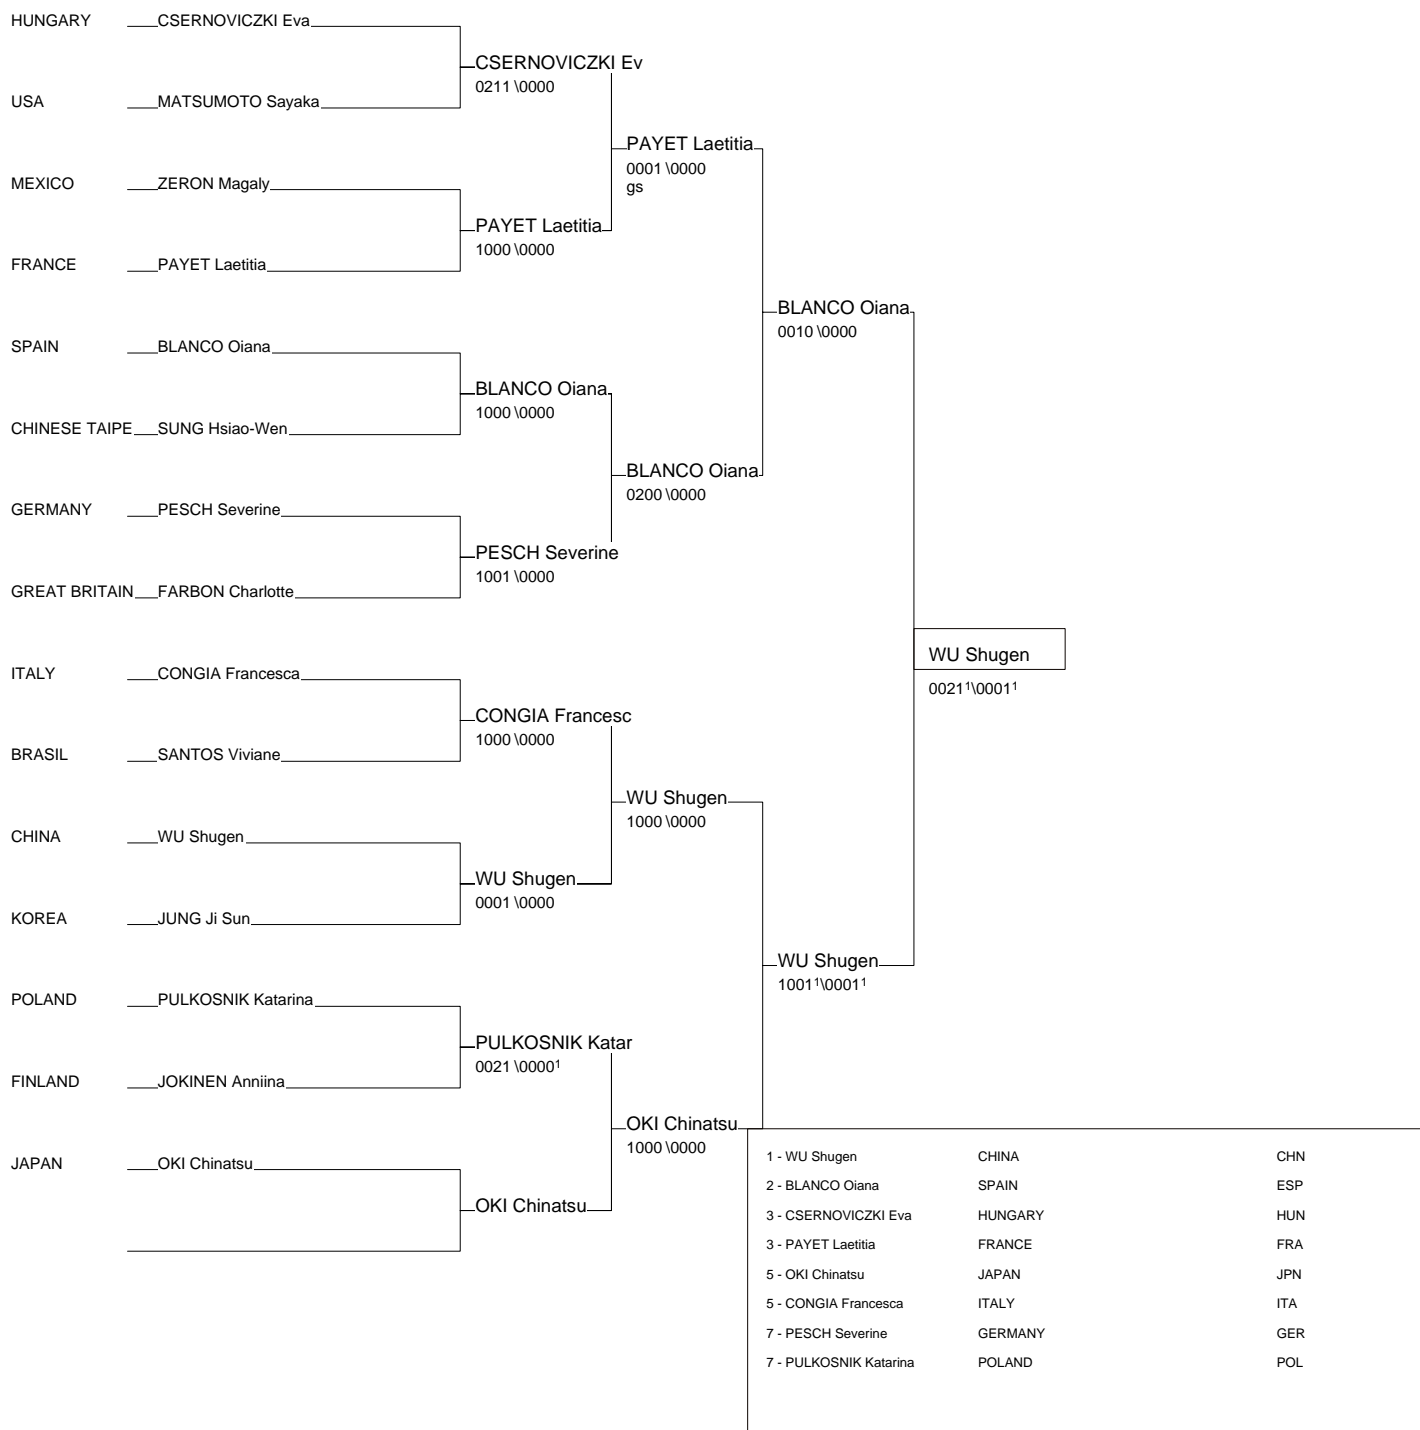 HUNGARY CSERNOVICZKI Eva
CSERNOVICZKI Ev
0211 \0000
USA MATSUMOTO Sayaka
PAYET Laetitia
0001 \0000
gs
MEXICO ZERON Magaly
PAYET Laetitia
1000 \0000
FRANCE PAYET Laetitia
BLANCO Oiana
0010 \0000
SPAIN BLANCO Oiana
BLANCO Oiana
1000 \0000
CHINESE TAIPE SUNG Hsiao-Wen
BLANCO Oiana
0200 \0000
GERMANY PESCH Severine
PESCH Severine
1001 \0000
GREAT BRITAIN FARBON Charlotte
WU Shugen
0021¹\0001¹
ITALY CONGIA Francesca
CONGIA Francesc
1000 \0000
BRASIL SANTOS Viviane
WU Shugen
1000 \0000
CHINA WU Shugen
WU Shugen
0001 \0000
KOREA JUNG Ji Sun
WU Shugen
1001¹\0001¹
POLAND PULKOSNIK Katarina
PULKOSNIK Katar
0021 \0000¹
FINLAND JOKINEN Anniina
OKI Chinatsu
1000 \0000
JAPAN OKI Chinatsu
OKI Chinatsu
1 - WU Shugen CHINA CHN
2 - BLANCO Oiana SPAIN ESP
3 - CSERNOVICZKI Eva HUNGARY HUN
3 - PAYET Laetitia FRANCE FRA
5 - OKI Chinatsu JAPAN JPN
5 - CONGIA Francesca ITALY ITA
7 - PESCH Severine GERMANY GER
7 - PULKOSNIK Katarina POLAND POL